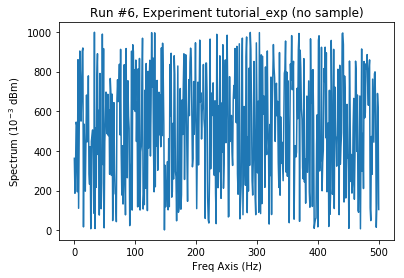 Run #6, Experiment tutorial_exp (no sample)
1000
800
600
400
200
0
Spectrum (10⁻³ dBm)
0 100 200 300 400 500
Freq Axis (Hz)